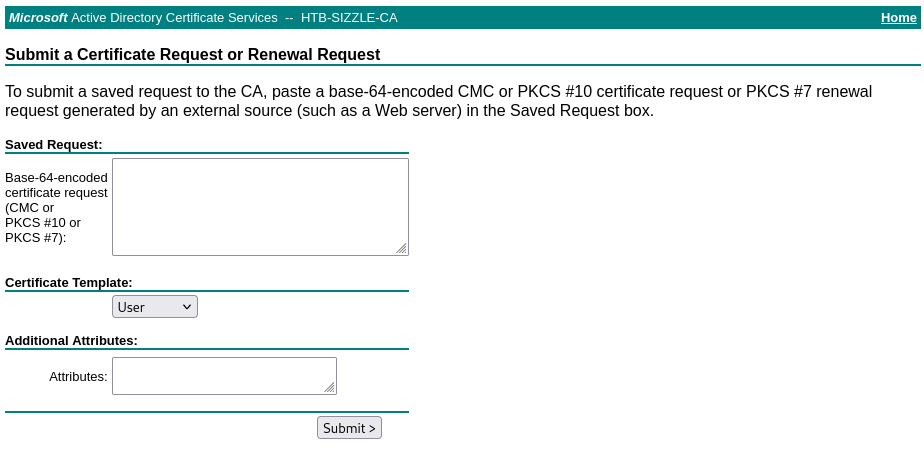 Microsoft Active Directory Certificate Services -- HTB-SIZZLE-CA Home
Submit a Certificate Request or Renewal Request
To submit a saved request to the CA, paste a base-64-encoded CMC or PKCS #10 certificate request or PKCS #7 renewal
request generated by an external source (such as a Web server) in the Saved Request box.
Saved Request:
Base-64-encoded
certificate request
(CMC or
PKCS #10 or
PKCS #7):
Certificate Template:
User
Additional Attributes:
Attributes:
Submit >